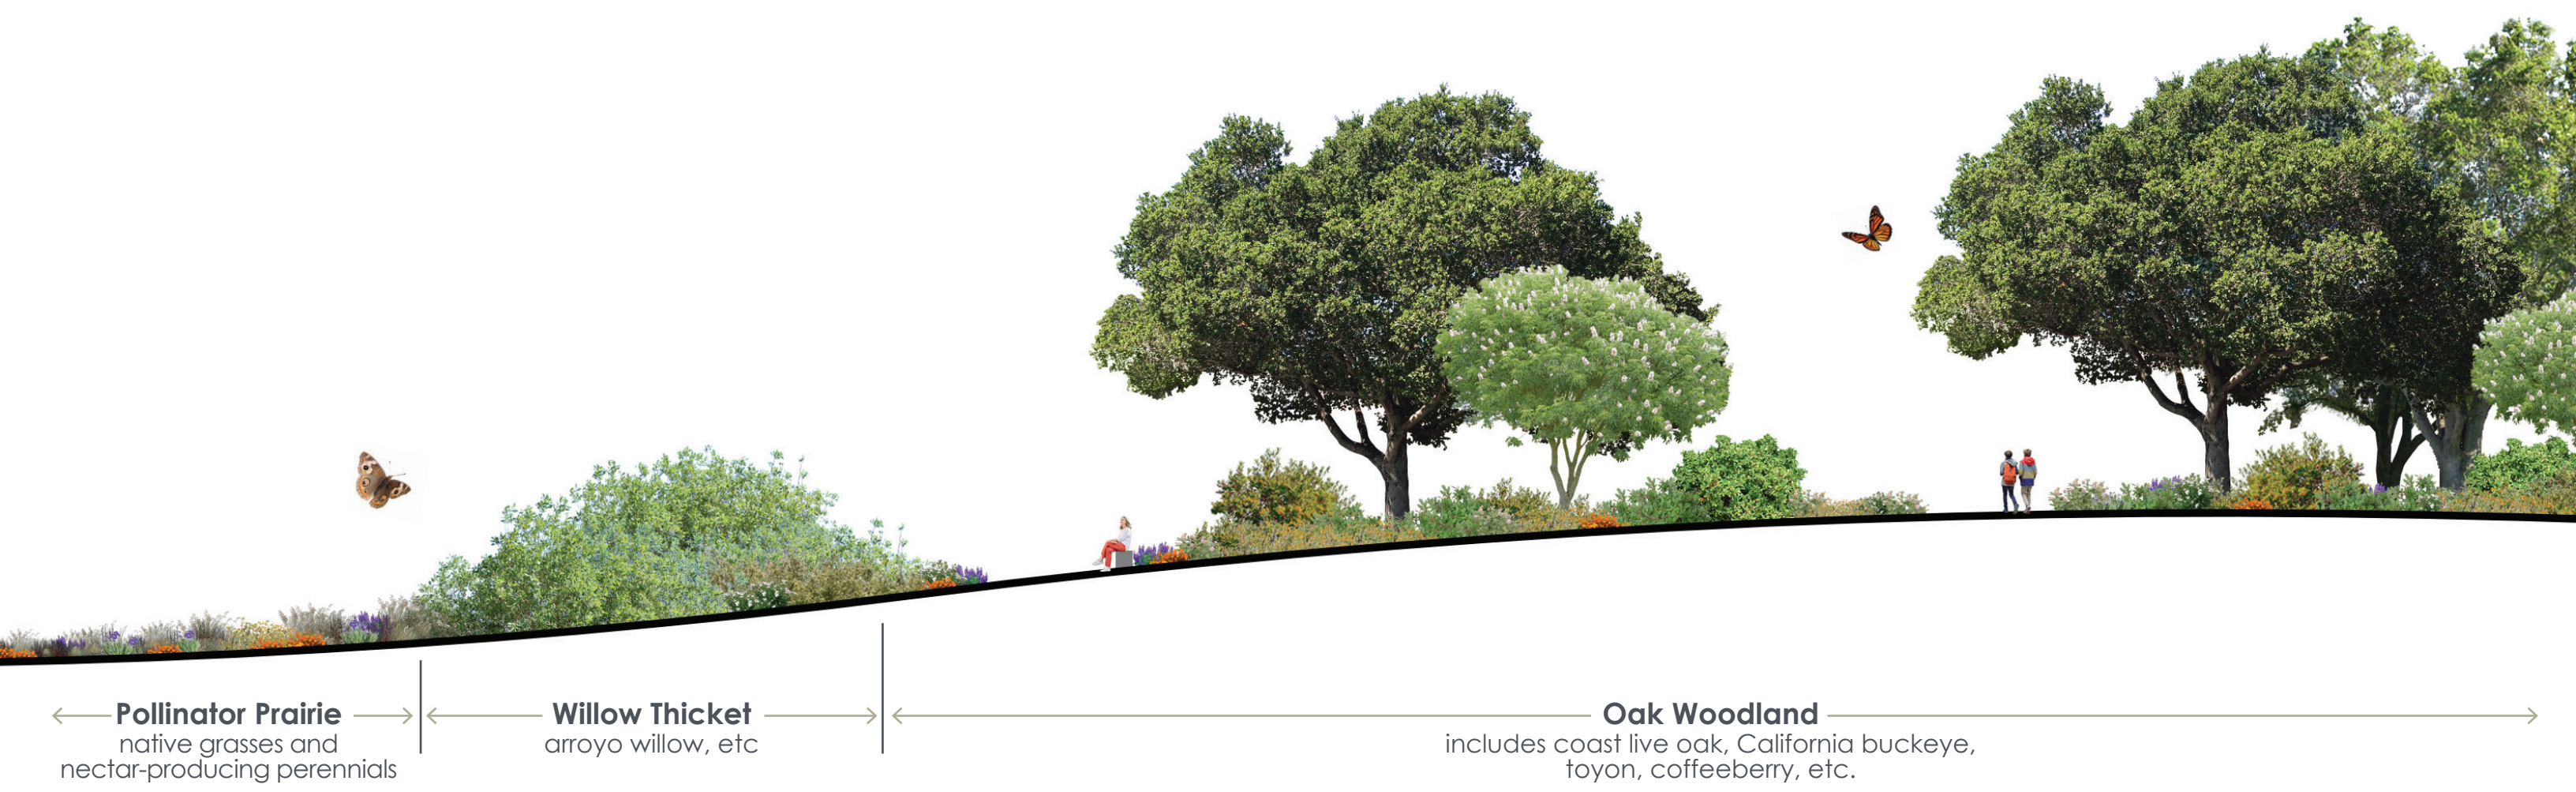 Pollinator Prairie
native grasses and
nectar-producing perennials
Willow Thicket
arroyo willow, etc
Oak Woodland
includes coast live oak, California buckeye,
toyon, coffeeberry, etc.